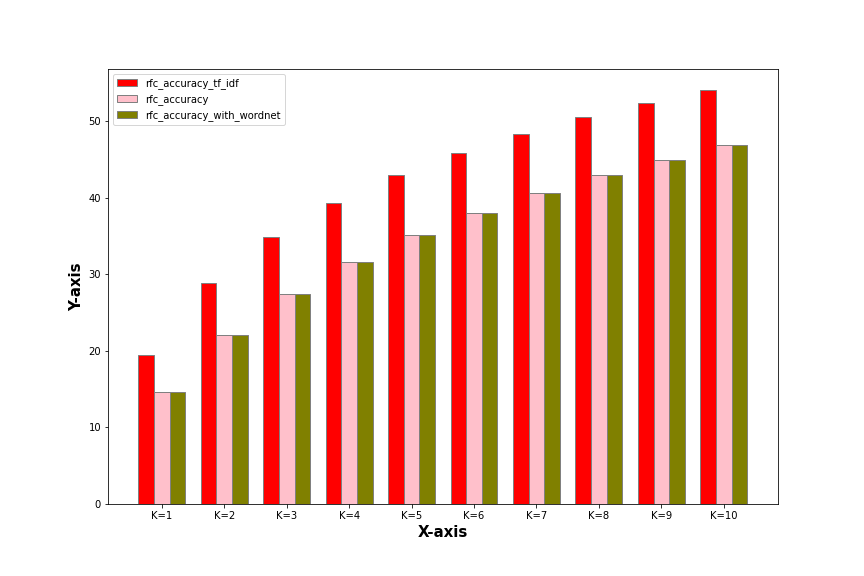 rfc_accuracy_tf_idf
rfc_accuracy
rfc_accuracy_with_wordnet
50
40
30
20
10
0
Y-axis
K=1 K=2 K=3 K=4 K=5 K=6 K=7 K=8 K=9 K=10
X-axis